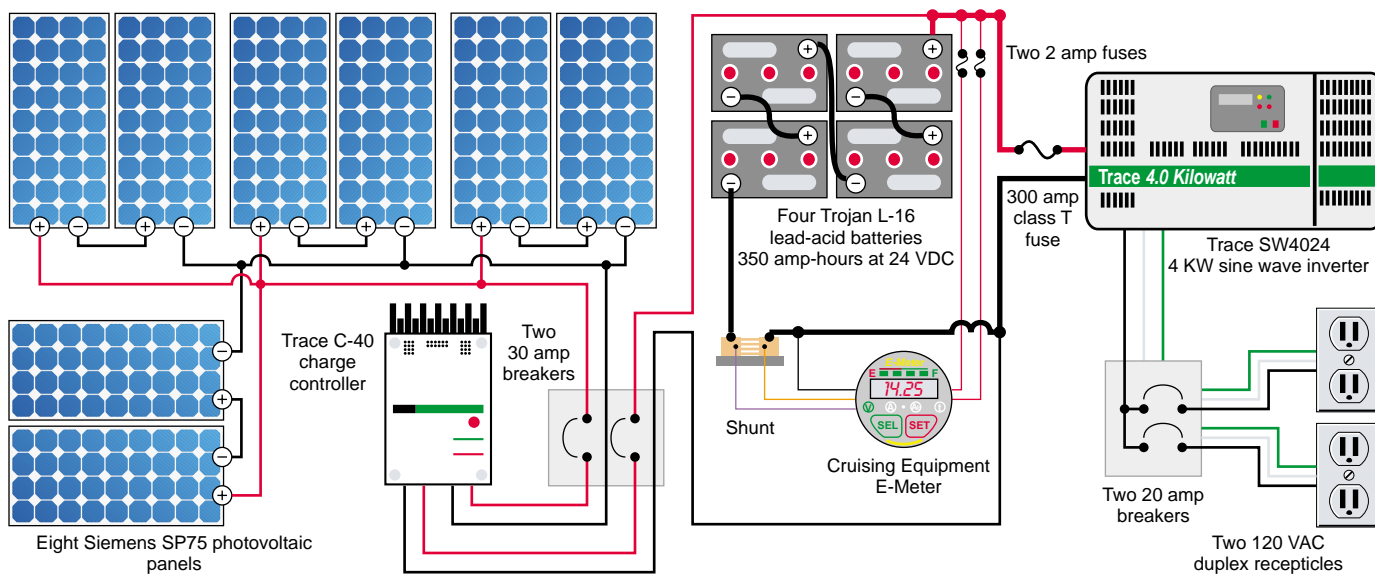 Two 2 amp fuses
Trace 4.0 Kilowatt
300 amp
class T
fuse
Four Trojan L-16
lead-acid batteries
350 amp-hours at 24 VDC
Trace SW4024
4 KW sine wave inverter
Trace C-40
charge
controller
Two
30 amp
breakers
E-Meter
E
F
14.25
V
A
SEL
SET
Shunt
Cruising Equipment
E-Meter
Two 20 amp
breakers
Eight Siemens SP75 photovoltaic
panels
Two 120 VAC
duplex recepticles